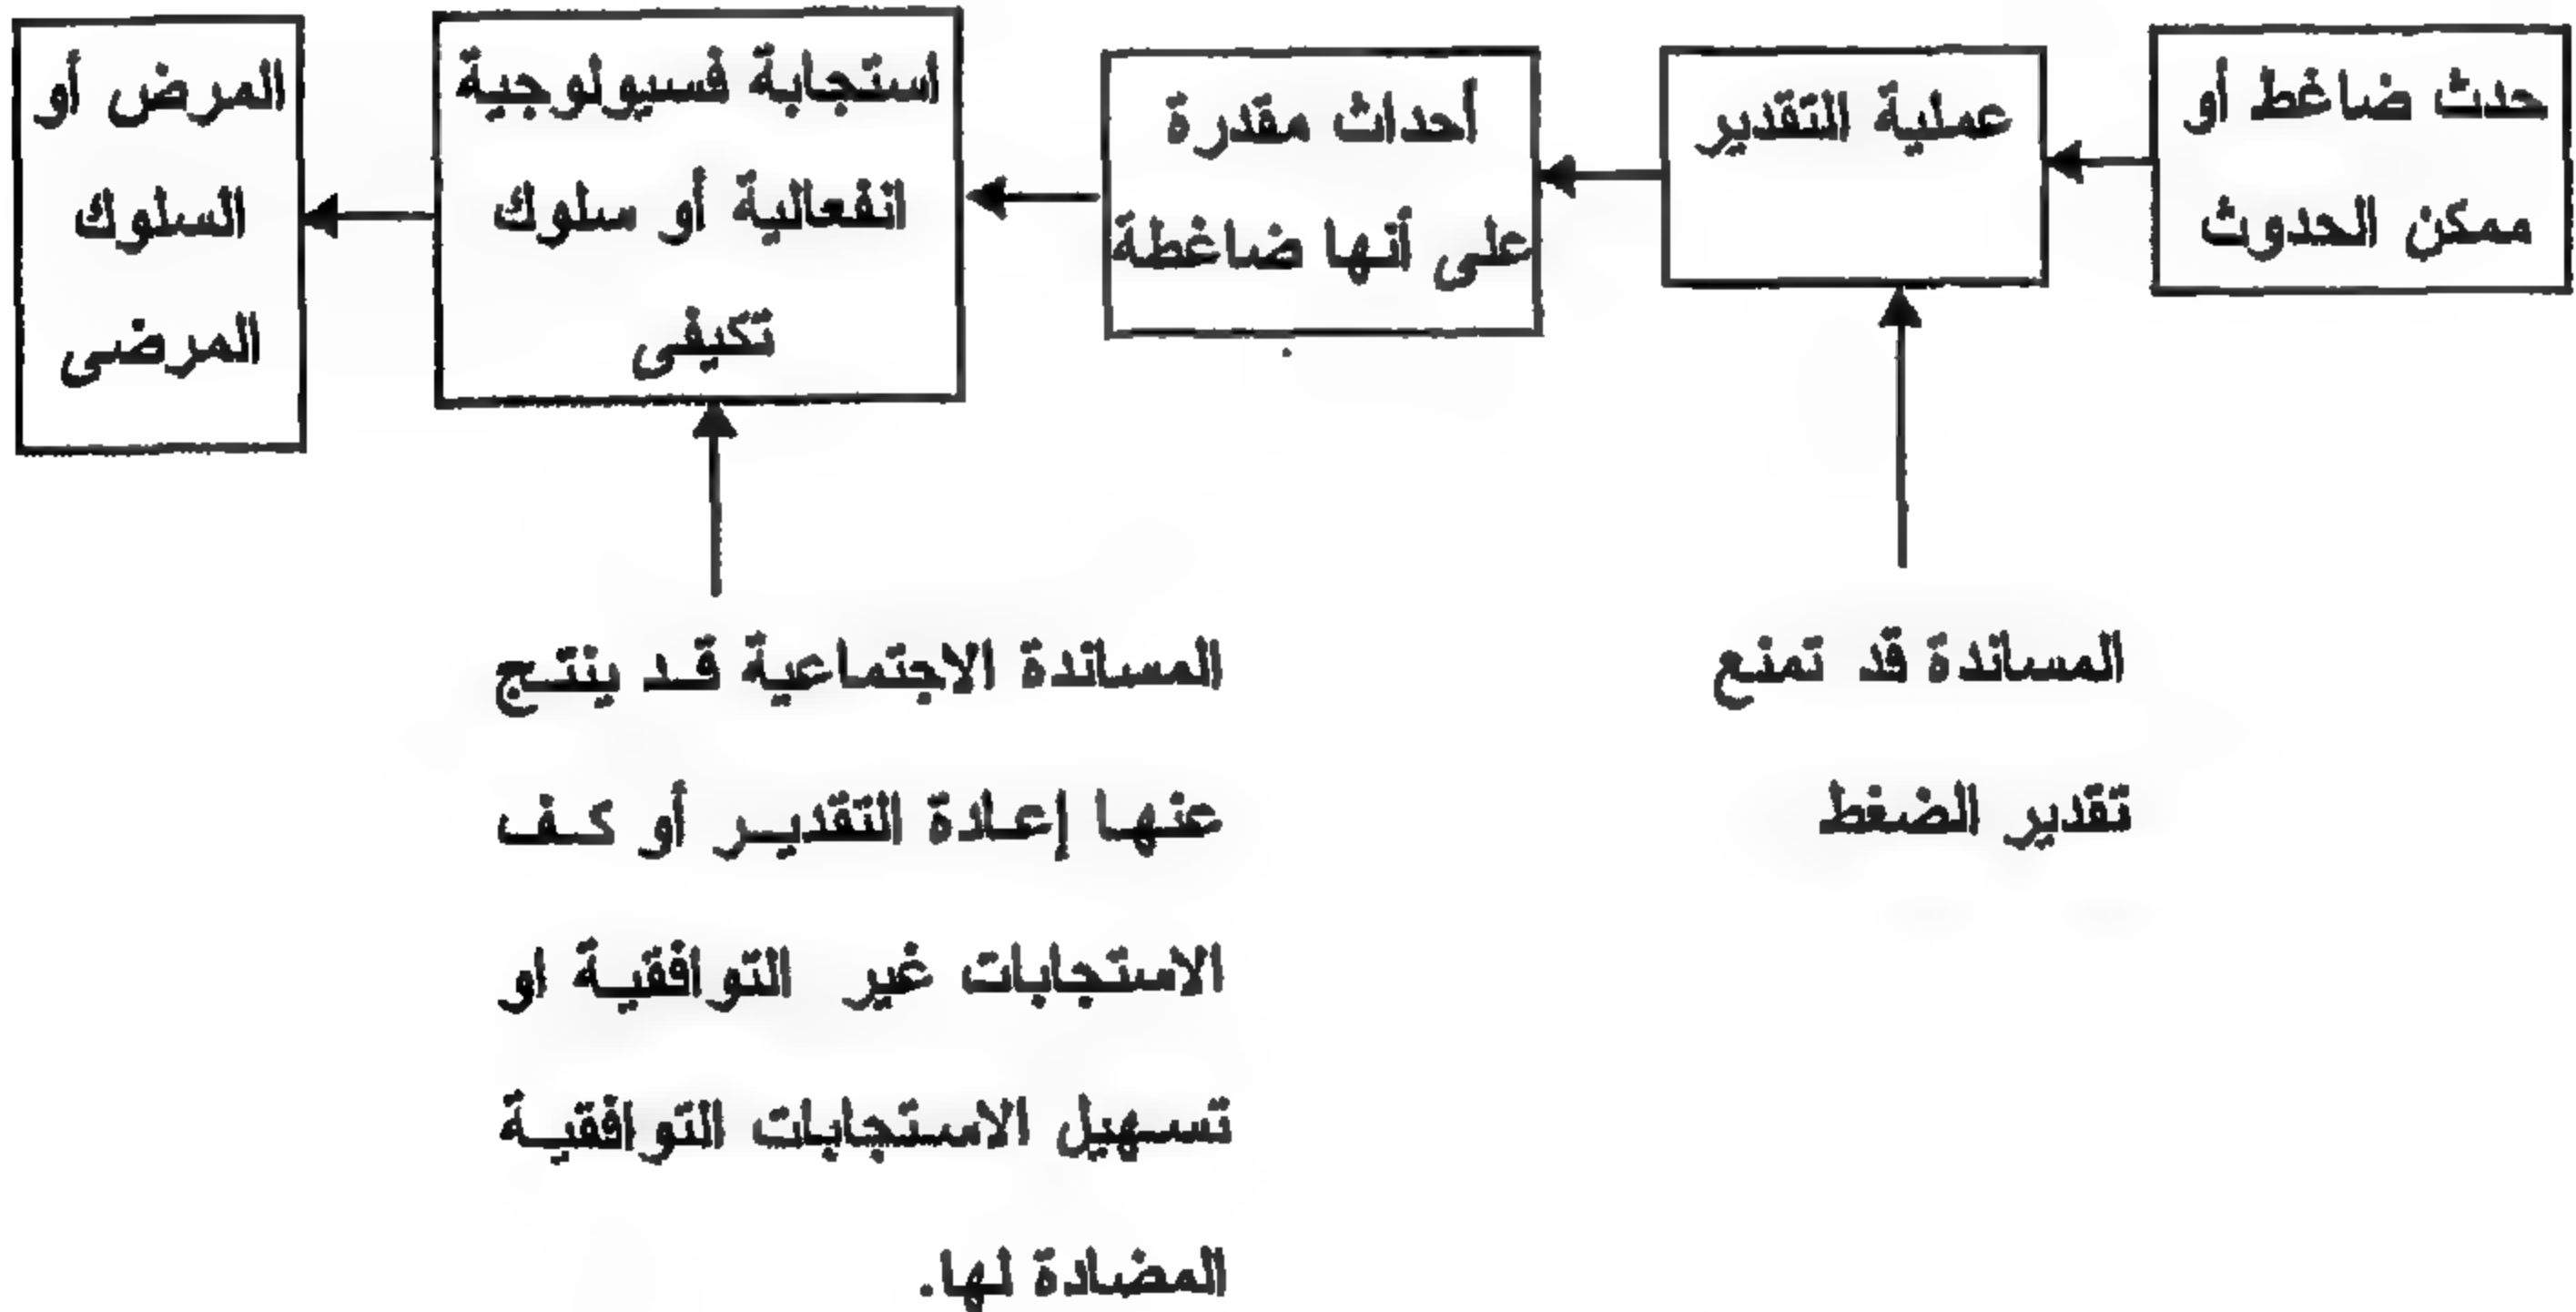 حدث ضاغط أو
ممكن الحدوث
عملية التقدير
أحداث مقدرة
على أنها ضاغطة
استجابة فسيولوجية
انفعالية أو سلوك
تكيفى
المرض أو
السلوك
المرضى
المساندة قد تمنع
تقدير الضغط
المساندة الاجتماعية قد ينتج
عنها إعادة التقدير أو كف
الاستجابات غير التوافقية او
تسهيل الاستجابات التوافقية
المضادة لها.